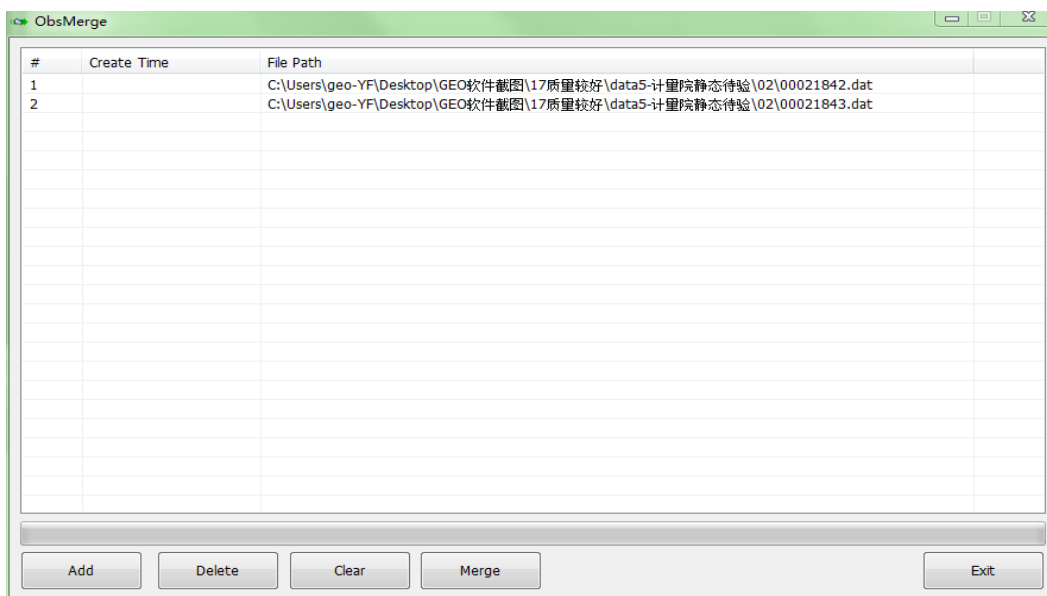 ObsMerge
# Create Time File Path
1 C:\Users\geo-YF\Desktop\GEO软件截图\17质量较好\data5-计量院静态待验\02\00021842.dat
2 C:\Users\geo-YF\Desktop\GEO软件截图\17质量较好\data5-计量院静态待验\02\00021843.dat
Add Delete Clear Merge Exit